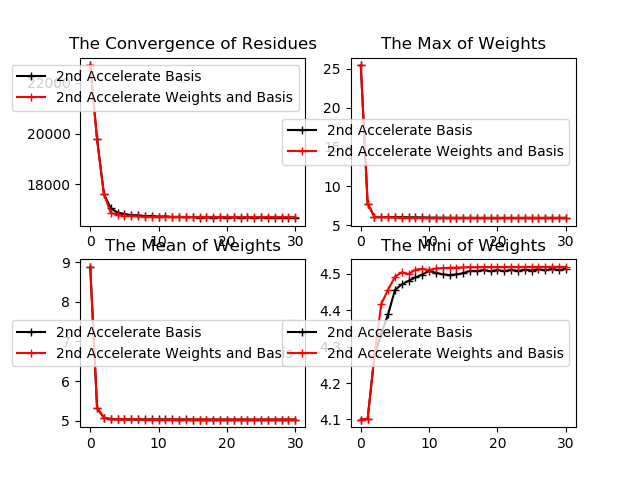 The Convergence of Residues
22000
20000
18000
0 10 20 30
2nd Accelerate Basis
2nd Accelerate Weights and Basis
The Max of Weights
25
20
15
10
5
0 10 20 30
2nd Accelerate Basis
2nd Accelerate Weights and Basis
The Mean of Weights
9
8
7
6
5
0 10 20 30
2nd Accelerate Basis
2nd Accelerate Weights and Basis
The Mini of Weights
4.5
4.4
4.3
4.2
4.1
0 10 20 30
2nd Accelerate Basis
2nd Accelerate Weights and Basis